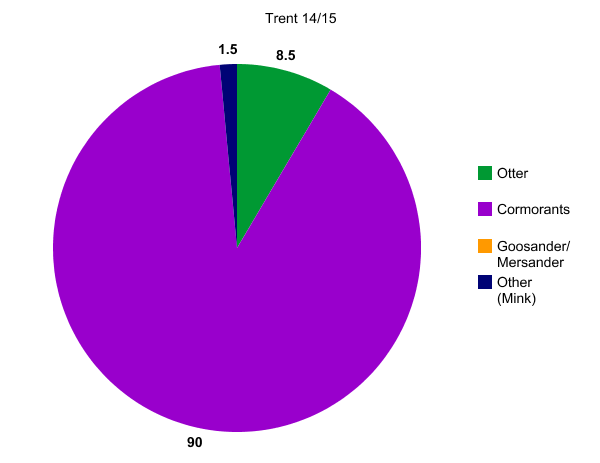 Trent 14/15
1.5
8.5
Otter
Cormorants
Goosander/
Mersander
Other
(Mink)
90